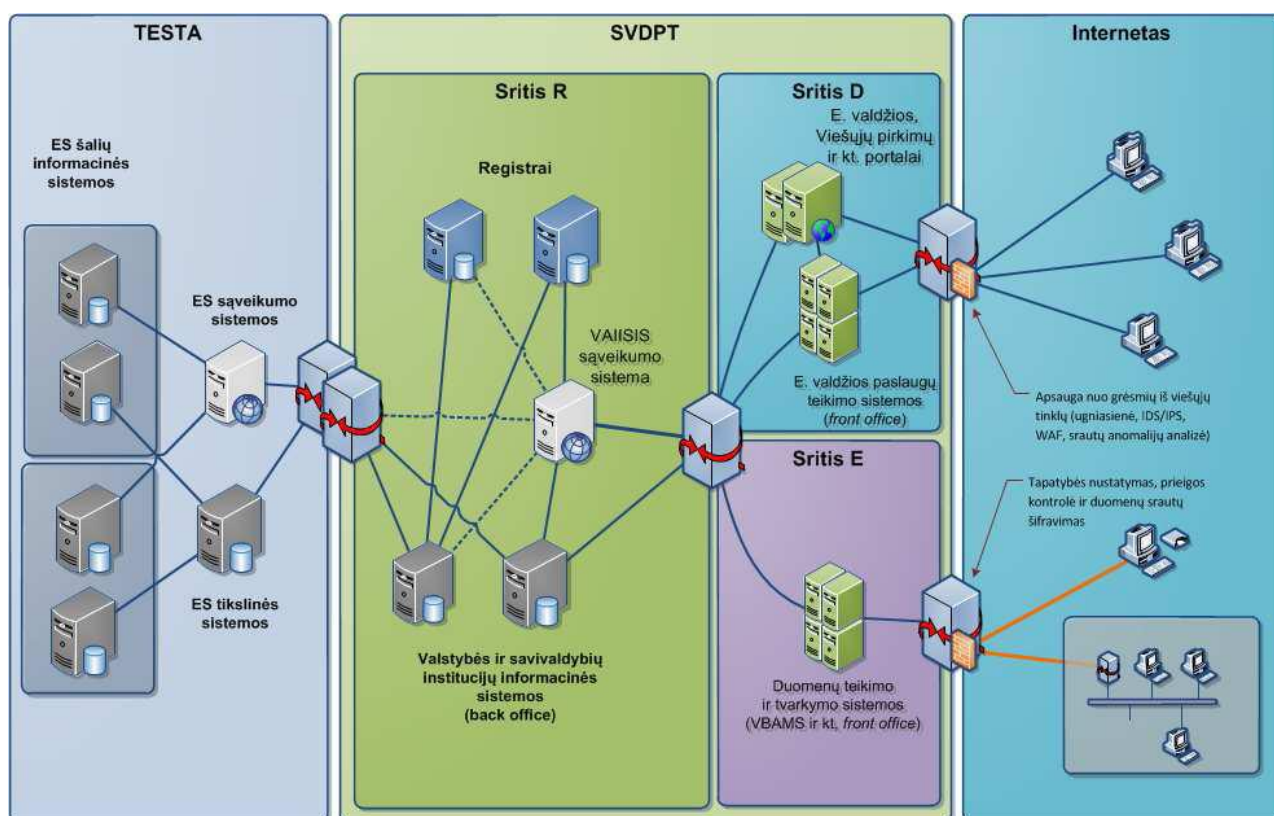 TESTA
SVDPT
Internetas
Sritis R
Sritis D
ES šalių
informacinės
sistemos
Registrai
E. valdžios,
Viešųjų pirkimų
ir kt. portalai
ES sąveikumo
sistemos
VAIISIS
sąveikumo
sistema
E. valdžios paslaugų
teikimo sistemos
(front office)
Apsauga nuo grėsmių iš viešųjų
tinklų (ugniasienė, IDS/IPS,
WAF, srautų anomalijų analizė)
Sritis E
Tapatybės nustatymas, prieigos
kontrolė ir duomenų srautų
šifravimas
ES tikslinės
sistemos
Valstybės ir savivaldybių
institucijų informacinės
sistemos
(back office)
Duomenų teikimo
ir tvarkymo sistemos
(VBAMS ir kt, front office)